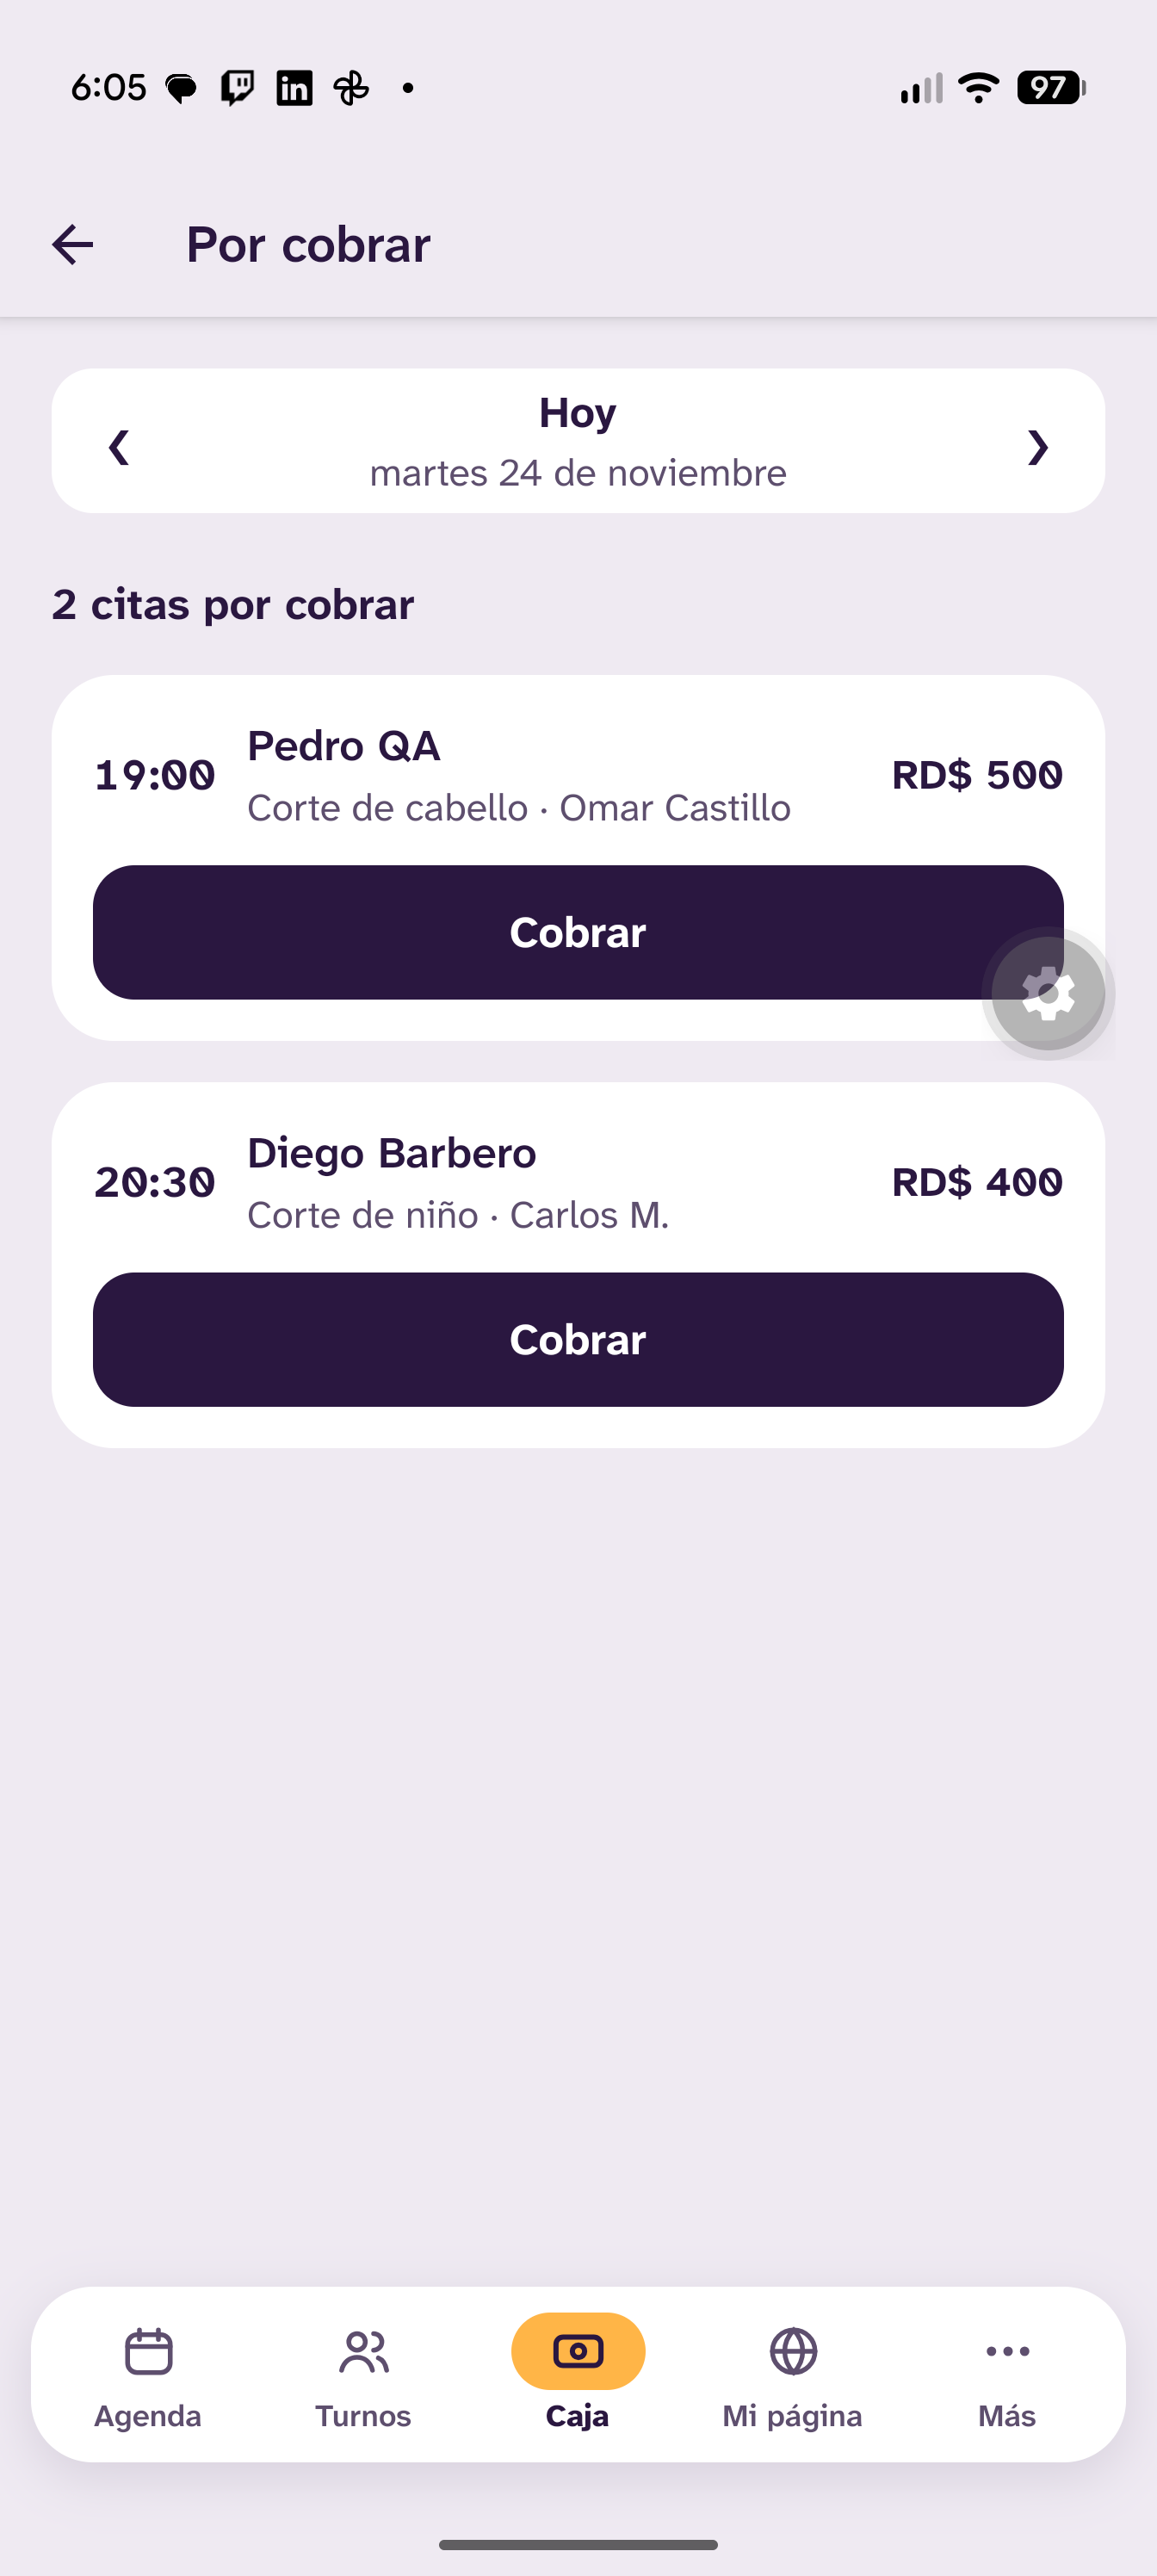 6:05
97
Por cobrar
Hoy
martes 24 de noviembre
2 citas por cobrar
19:00
Pedro QA
Corte de cabello · Omar Castillo
RD$ 500
Cobrar
20:30
Diego Barbero
Corte de niño · Carlos M.
RD$ 400
Cobrar
Agenda
Turnos
Caja
Mi página
Más